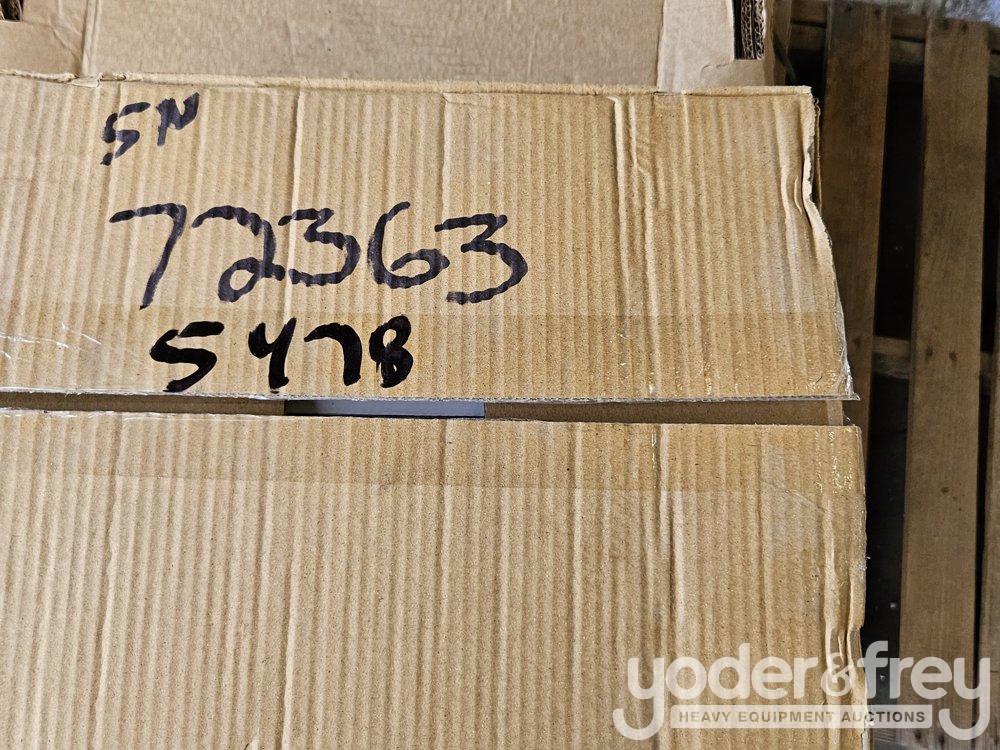 SN
72363
5478
yoder&frey
HEAVY EQUIPMENT AUCTIONS